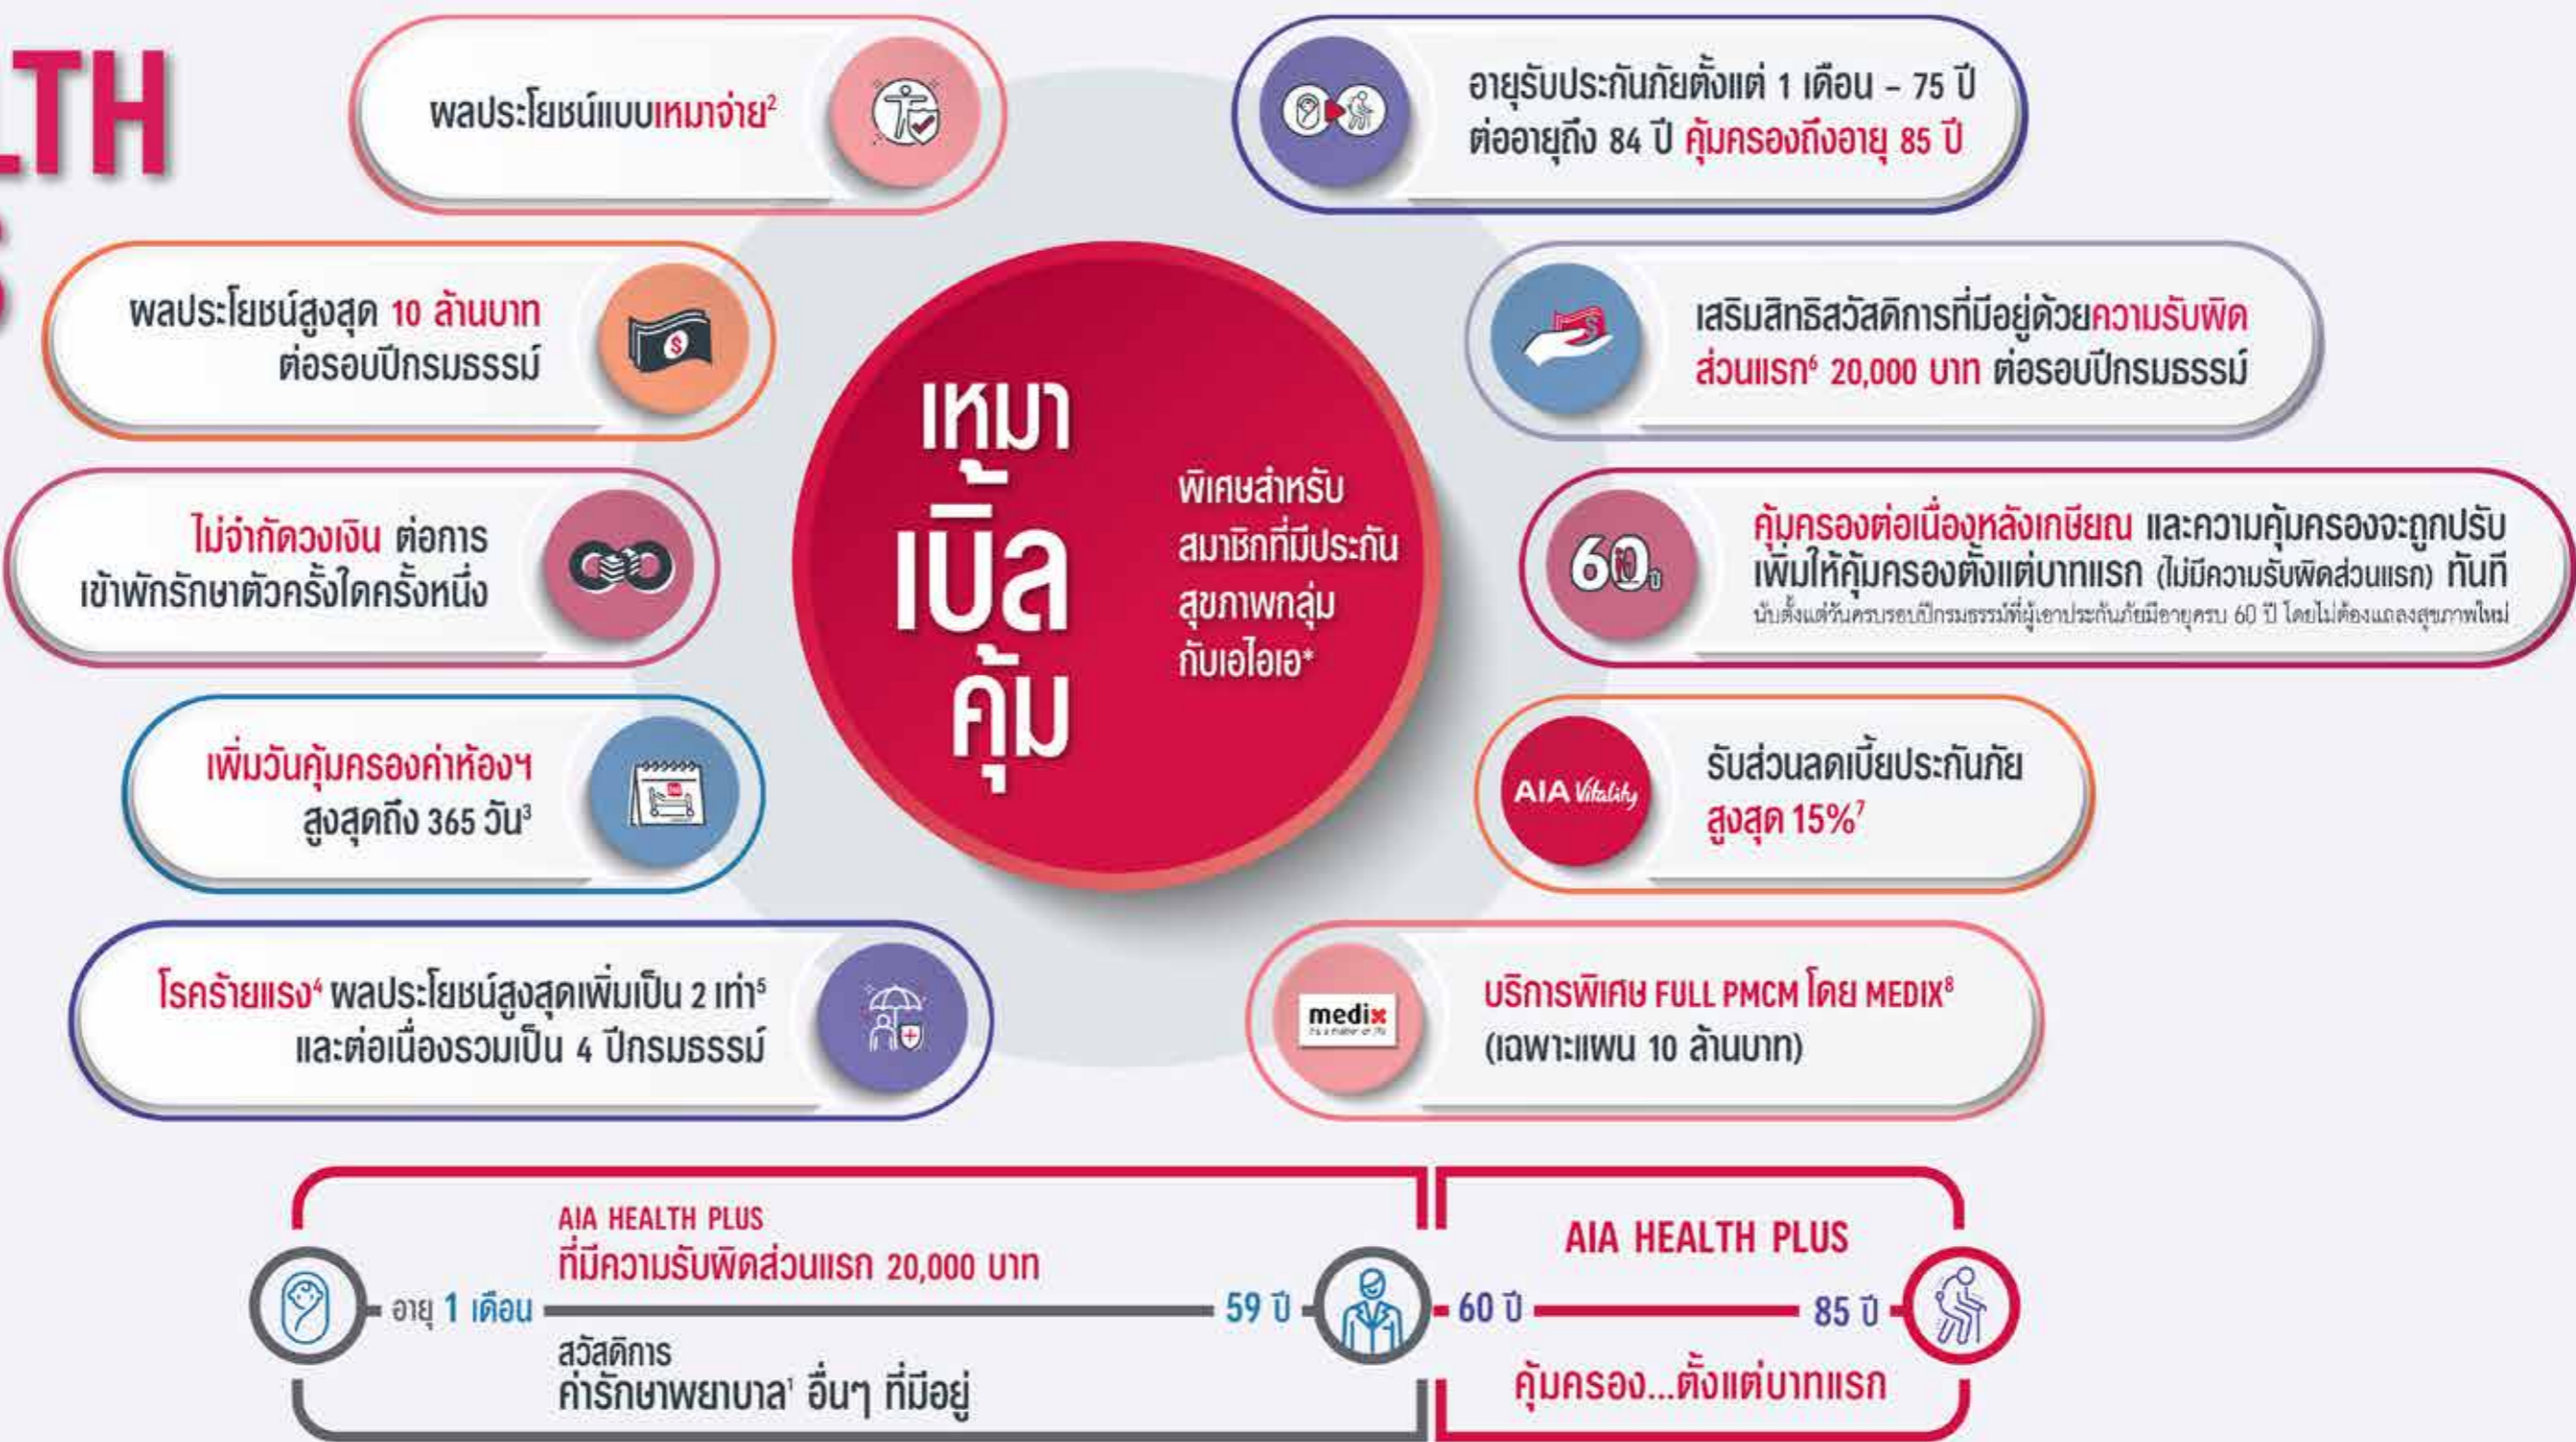 LTH
S
ผลประโยชน์แบบเหมาจ่าย²
ผลประโยชน์สูงสุด 10 ล้านบาท
ต่อรอบปีกรมธรรม์
ไม่จำกัดวงเงิน ต่อการ
เข้าพักรักษาตัวครั้งใดครั้งหนึ่ง
เพิ่มวันคุ้มครองค่าห้องฯ
สูงสุดถึง 365 วัน³
โรคร้ายแรง⁴ ผลประโยชน์สูงสุดเพิ่มเป็น 2 เท่า⁵
และต่อเนื่องรวมเป็น 4 ปีกรมธรรม์
เหมา
เบิ้ล
คุ้ม
พิเศษสำหรับ
สมาชิกที่มีประกัน
สุขภาพกลุ่ม
กับเอไอเอ*
อายุรับประกันภัยตั้งแต่ 1 เดือน - 75 ปี
ต่ออายุถึง 84 ปี คุ้มครองถึงอายุ 85 ปี
เสริมสิทธิสวัสดิการที่มีอยู่ด้วยความรับผิด
ส่วนแรก⁶ 20,000 บาท ต่อรอบปีกรมธรรม์
60 ปี
คุ้มครองต่อเนื่องหลังเกษียณ และความคุ้มครองจะถูกปรับ
เพิ่มให้คุ้มครองตั้งแต่บาทแรก (ไม่มีความรับผิดส่วนแรก) ทันที
นับตั้งแต่วันครบรอบปีกรมธรรม์ที่ผู้เอาประกันภัยมีอายุครบ 60 ปี โดยไม่ต้องแถลงสุขภาพใหม่
AIA Vitality
รับส่วนลดเบี้ยประกันภัย
สูงสุด 15%⁷
medix
บริการพิเศษ FULL PMCM โดย MEDIX⁸
(เฉพาะแผน 10 ล้านบาท)
AIA HEALTH PLUS
ที่มีความรับผิดส่วนแรก 20,000 บาท
อายุ 1 เดือน
59 ปี
สวัสดิการ
ค่ารักษาพยาบาล¹ อื่นๆ ที่มีอยู่
AIA HEALTH PLUS
60 ปี
85 ปี
คุ้มครอง...ตั้งแต่บาทแรก